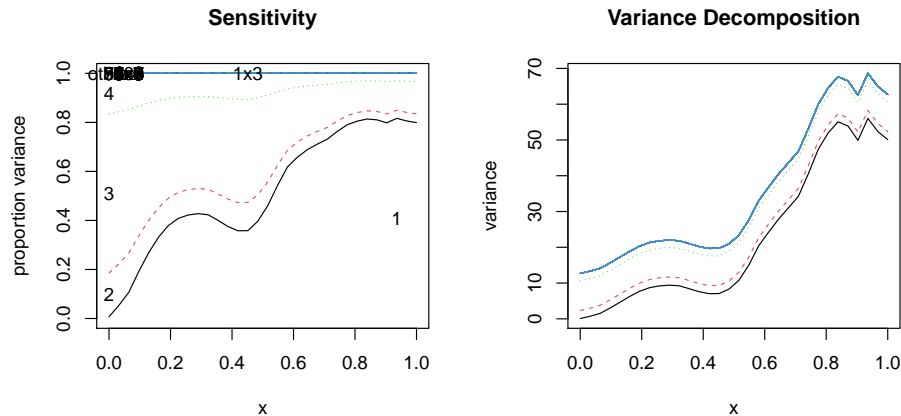 Sensitivity
proportion variance
0.0 0.2 0.4 0.6 0.8 1.0
0.0 0.2 0.4 0.6 0.8 1.0
x
1x3
4
3
2
1
Variance Decomposition
variance
0 10 30 50 70
0.0 0.2 0.4 0.6 0.8 1.0
x